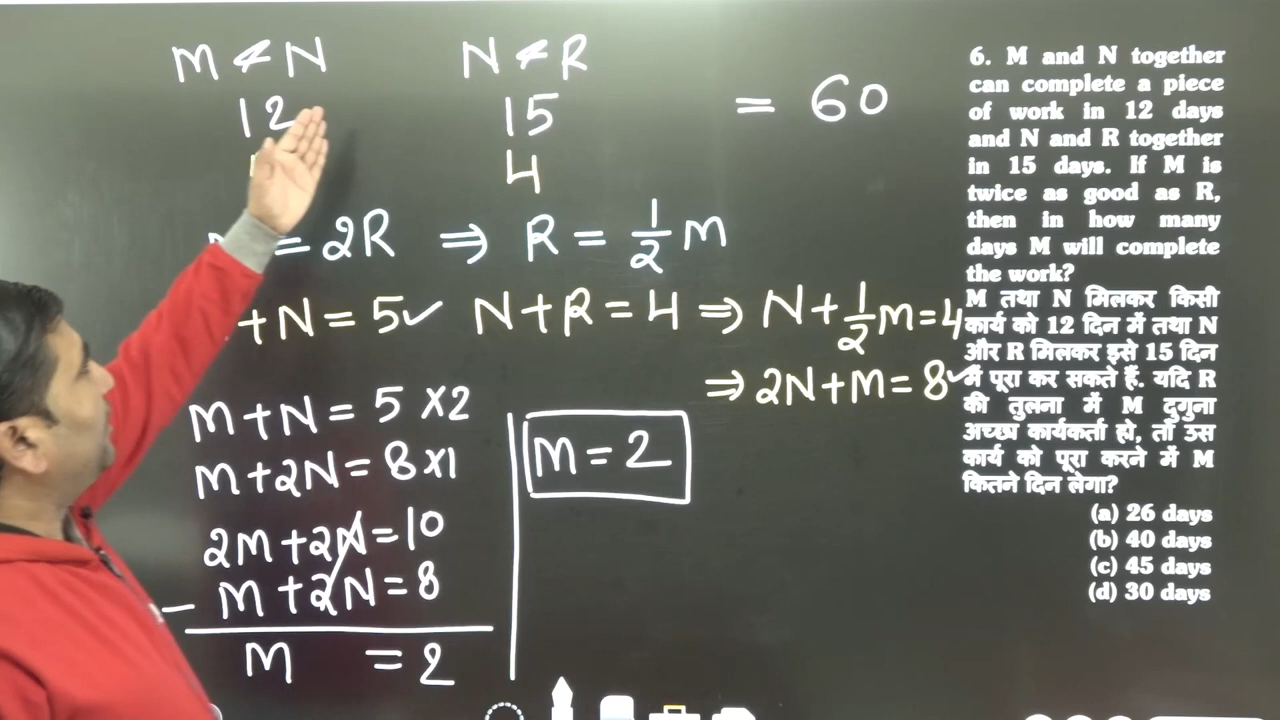 M & N N & R
12 15 = 60
4
= 2R ⇒ R = 1/2 M
+ N = 5 ✓ N + R = 4 ⇒ N + 1/2 M = 4
⇒ 2N + M = 8 ✓
M + N = 5 × 2
M + 2N = 8 × 1
M = 2
2M + 2N = 10
− M + 2N = 8
M = 2
6. M and N together
can complete a piece
of work in 12 days
and N and R together
in 15 days. If M is
twice as good as R,
then in how many
days M will complete
the work?
M तथा N मिलकर किसी
कार्य को 12 दिन में तथा N
और R मिलकर इसे 15 दिन
में पूरा कर सकते हैं. यदि R
की तुलना में M दुगुना
अच्छा कार्यकर्ता हो, तो उस
कार्य को पूरा करने में M
कितने दिन लेगा?
(a) 26 days
(b) 40 days
(c) 45 days
(d) 30 days